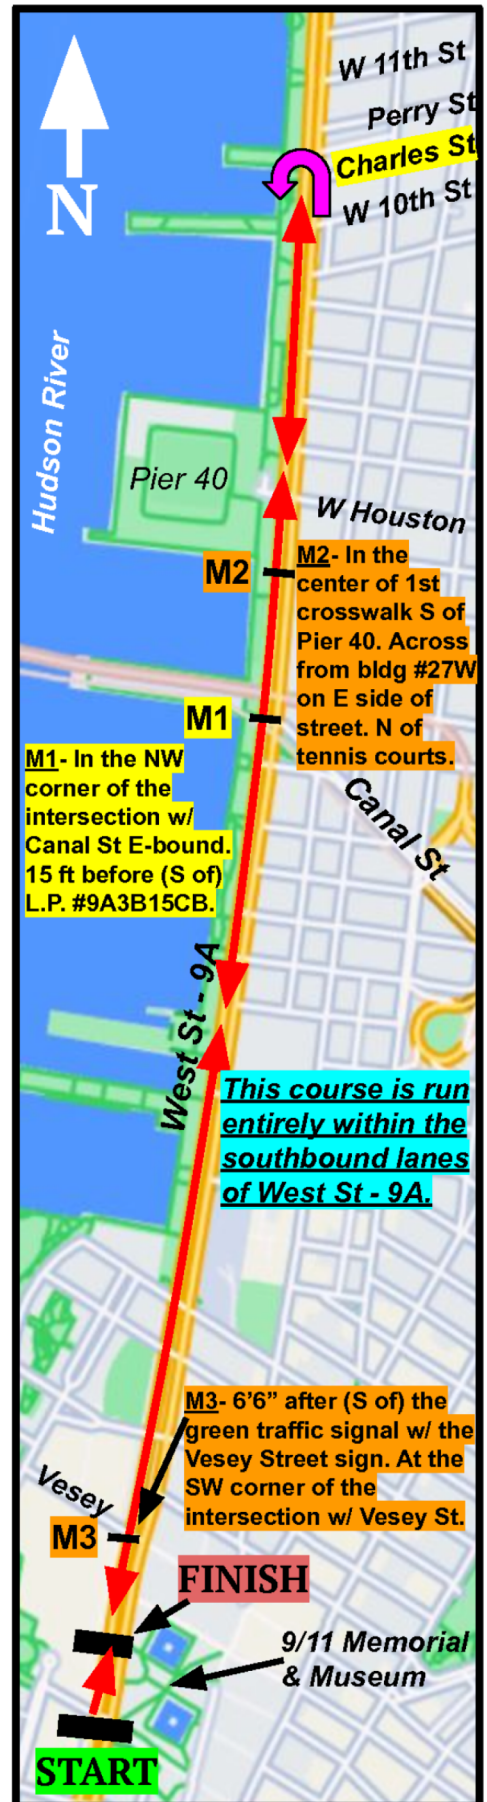 W 11th St
Perry St
Charles St
W 10th St
N
Hudson River
Pier 40
W Houston
M2
M2- In the
center of 1st
crosswalk S of
Pier 40. Across
from bldg #27W
on E side of
street. N of
tennis courts.
M1
M1- In the NW
corner of the
intersection w/
Canal St E-bound.
15 ft before (S of)
L.P. #9A3B15CB.
Canal St
West St - 9A
This course is run
entirely within the
southbound lanes
of West St - 9A.
M3- 6’6” after (S of) the
green traffic signal w/ the
Vesey Street sign. At the
SW corner of the
intersection w/ Vesey St.
Vesey
M3
FINISH
9/11 Memorial
& Museum
START